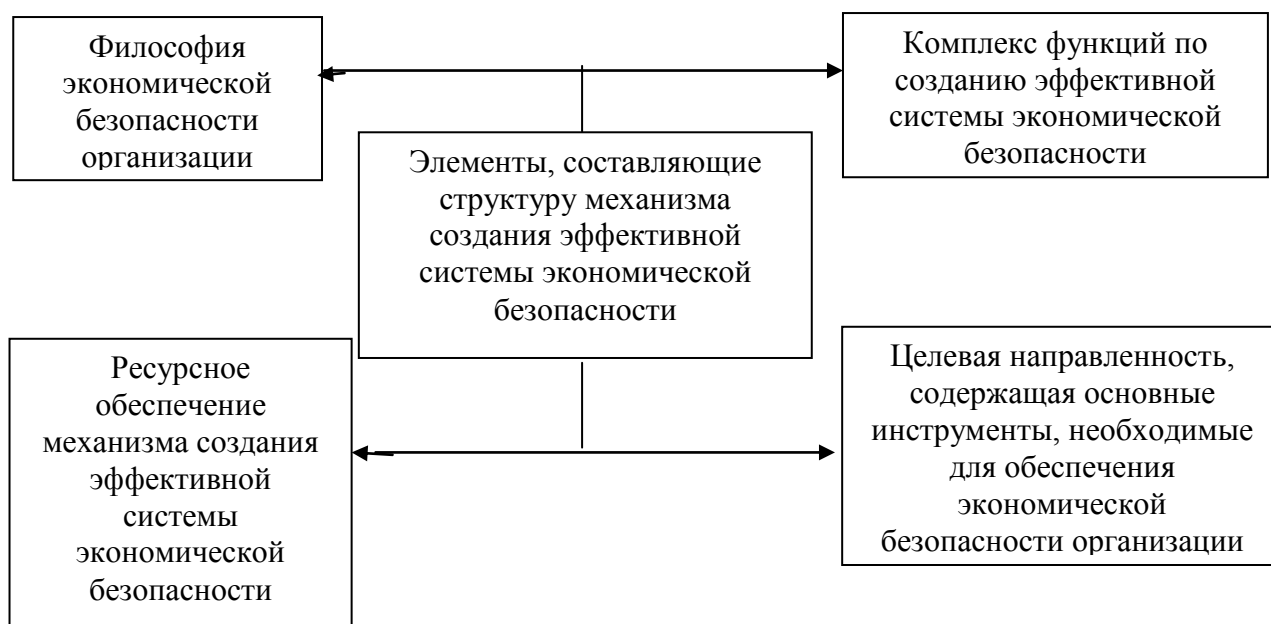 Философия
экономической
безопасности
организации
Комплекс функций по
созданию эффективной
системы экономической
безопасности
Элементы, составляющие
структуру механизма
создания эффективной
системы экономической
безопасности
Ресурсное
обеспечение
механизма создания
эффективной
системы
экономической
безопасности
Целевая направленность,
содержащая основные
инструменты, необходимые
для обеспечения
экономической
безопасности организации